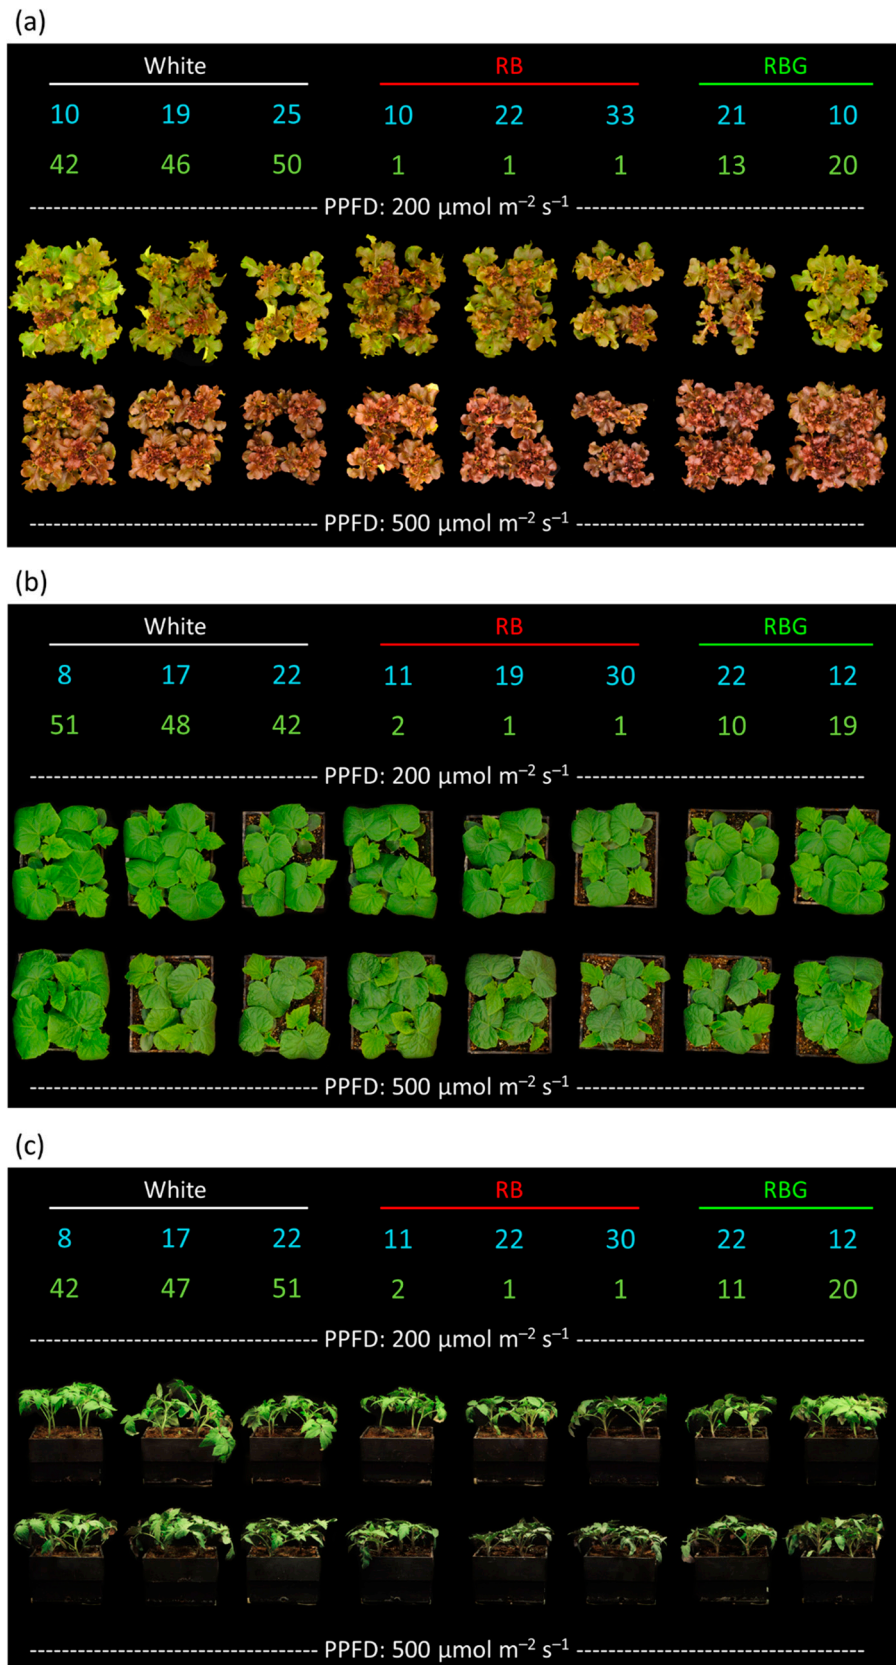 (a)
White RB RBG
10 19 25 10 22 33 21 10
42 46 50 1 1 1 13 20
PPFD: 200 µmol m⁻² s⁻¹
PPFD: 500 µmol m⁻² s⁻¹
(b)
White RB RBG
8 17 22 11 19 30 22 12
51 48 42 2 1 1 10 19
PPFD: 200 µmol m⁻² s⁻¹
PPFD: 500 µmol m⁻² s⁻¹
(c)
White RB RBG
8 17 22 11 22 30 22 12
42 47 51 2 1 1 11 20
PPFD: 200 µmol m⁻² s⁻¹
PPFD: 500 µmol m⁻² s⁻¹